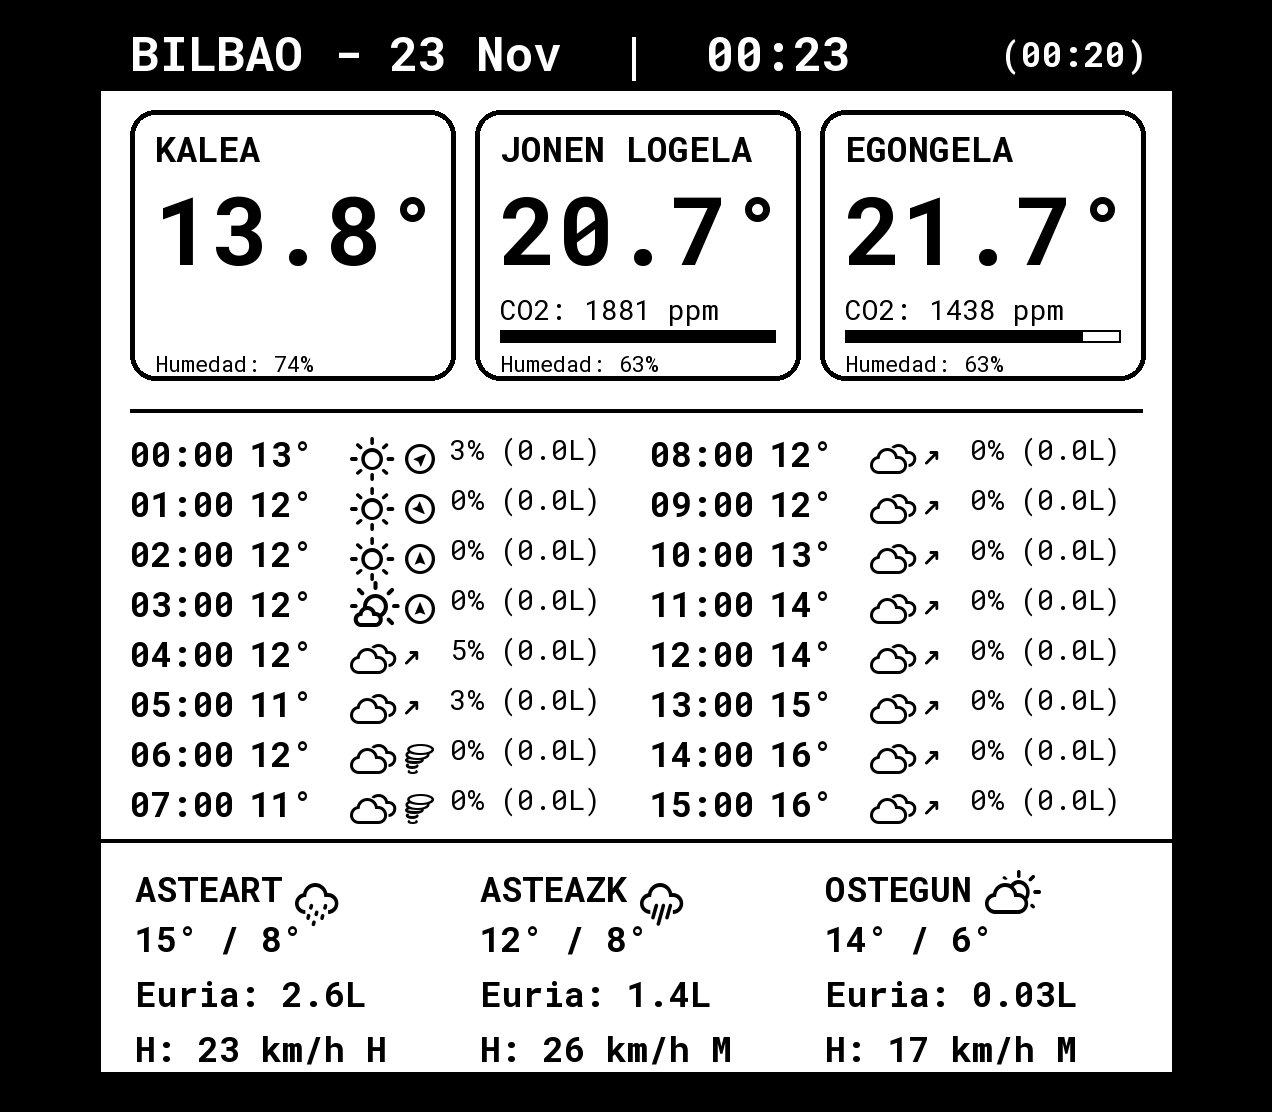 BILBAO - 23 Nov | 00:23 (00:20)
KALEA
13.8°
Humedad: 74%
JONEN LOGELA
20.7°
CO2: 1881 ppm
Humedad: 63%
EGONGELA
21.7°
CO2: 1438 ppm
Humedad: 63%
00:00 13° 3% (0.0L)
01:00 12° 0% (0.0L)
02:00 12° 0% (0.0L)
03:00 12° 0% (0.0L)
04:00 12° 5% (0.0L)
05:00 11° 3% (0.0L)
06:00 12° 0% (0.0L)
07:00 11° 0% (0.0L)
08:00 12° 0% (0.0L)
09:00 12° 0% (0.0L)
10:00 13° 0% (0.0L)
11:00 14° 0% (0.0L)
12:00 14° 0% (0.0L)
13:00 15° 0% (0.0L)
14:00 16° 0% (0.0L)
15:00 16° 0% (0.0L)
ASTEART
15° / 8°
Euria: 2.6L
H: 23 km/h H
ASTEAZK
12° / 8°
Euria: 1.4L
H: 26 km/h M
OSTEGUN
14° / 6°
Euria: 0.03L
H: 17 km/h M